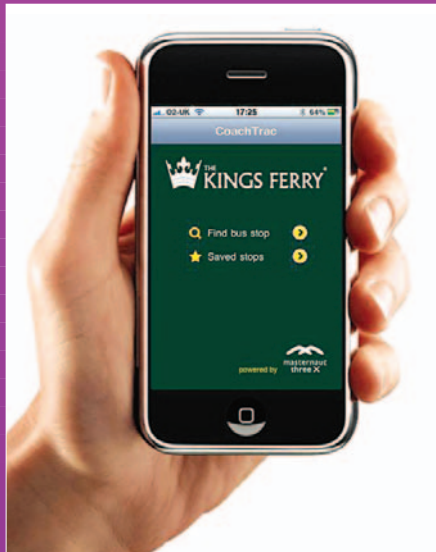 O2-UK 17:25 64%
CoachTrac
THE
KINGS FERRY®
Find bus stop
Saved stops
powered by
masternaut
three X